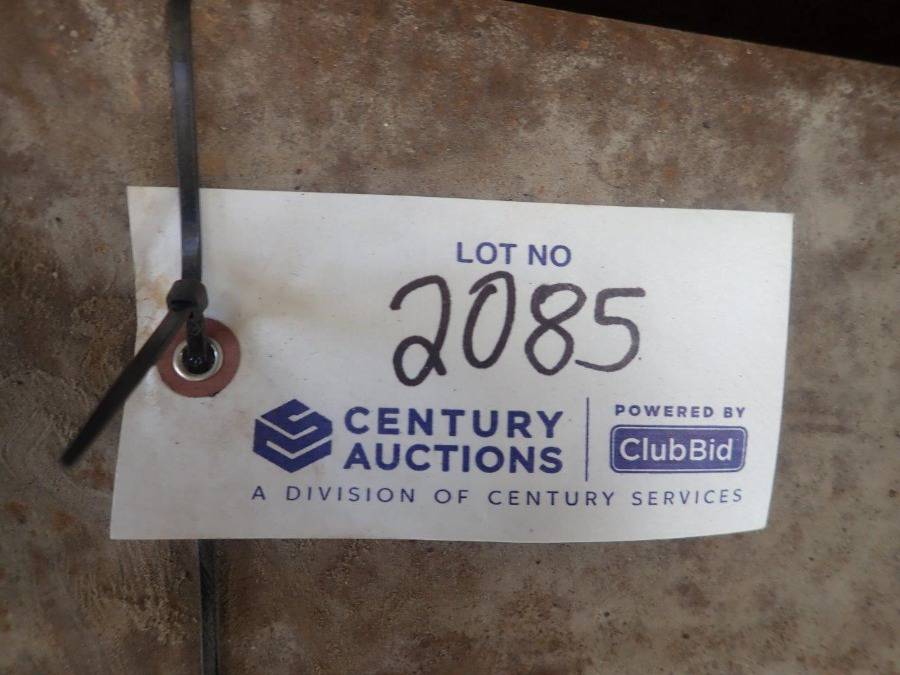 LOT NO
2085
CENTURY
AUCTIONS
POWERED BY
ClubBid
A DIVISION OF CENTURY SERVICES